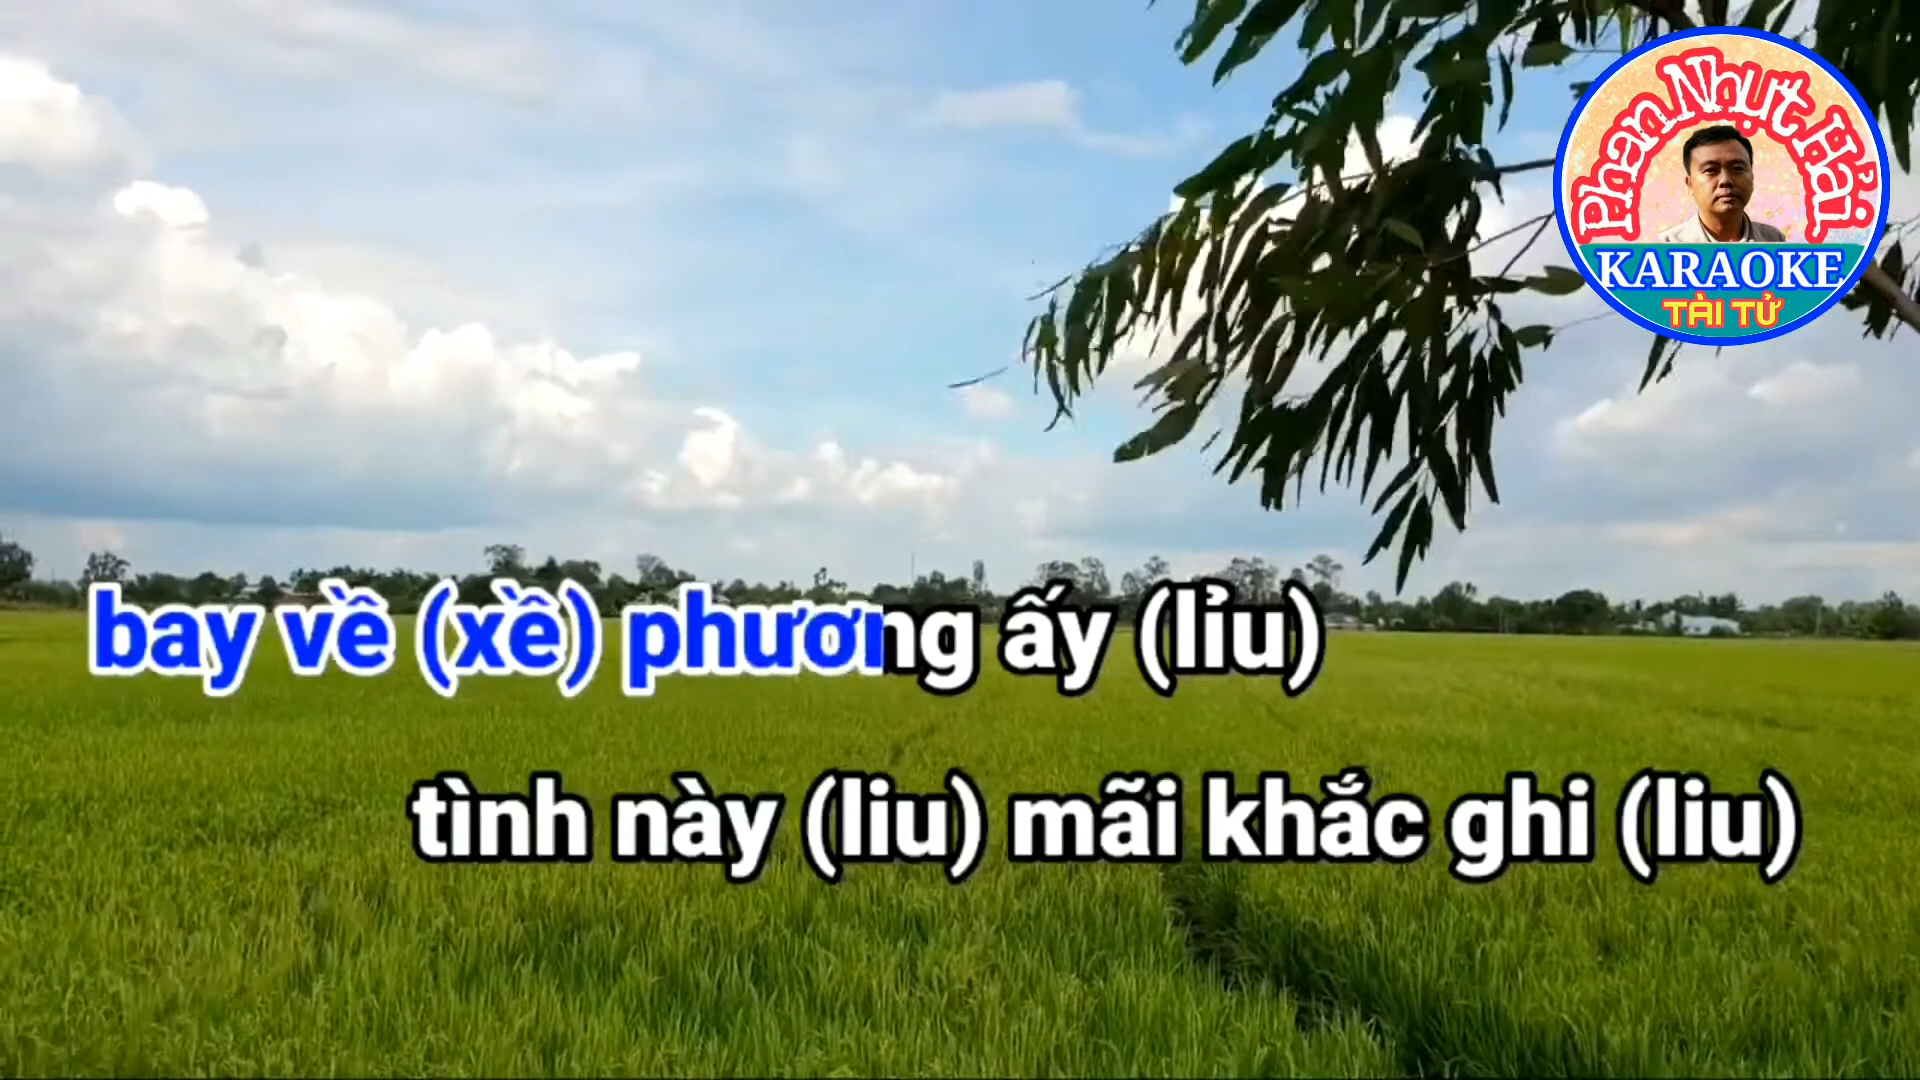 Phan Nhựt Hải
KARAOKE
TÀI TỬ
bay về (xề) phương ấy (lỉu)
tình này (liu) mãi khắc ghi (liu)